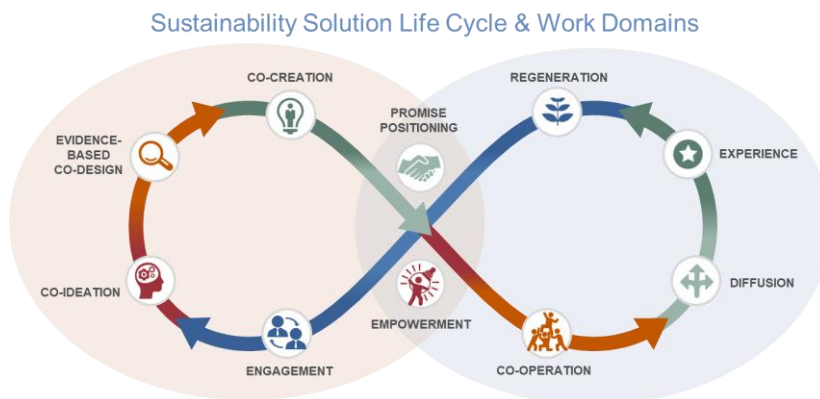 Sustainability Solution Life Cycle & Work Domains
CO-CREATION
REGENERATION
PROMISE
POSITIONING
EVIDENCE-
BASED
CO-DESIGN
EXPERIENCE
CO-IDEATION
DIFFUSION
EMPOWERMENT
ENGAGEMENT
CO-OPERATION